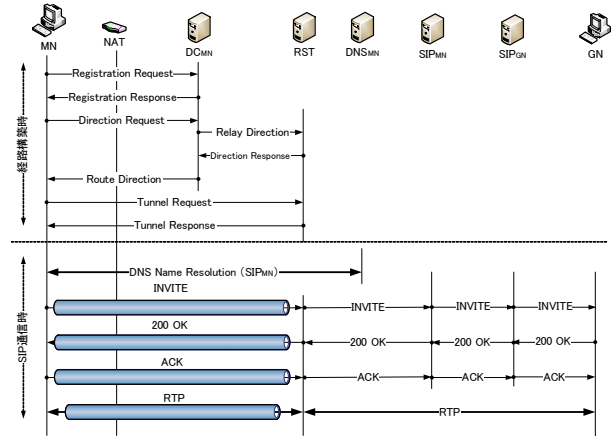 MN
NAT
DCMN
RST
DNSMN
SIPMN
SIPGN
GN
経路構築時
Registration Request
Registration Response
Direction Request
Relay Direction
Direction Response
Route Direction
Tunnel Request
Tunnel Response
SIP通信時
DNS Name Resolution (SIPMN)
INVITE
INVITE
INVITE
INVITE
200 OK
200 OK
200 OK
200 OK
ACK
ACK
ACK
ACK
RTP
RTP